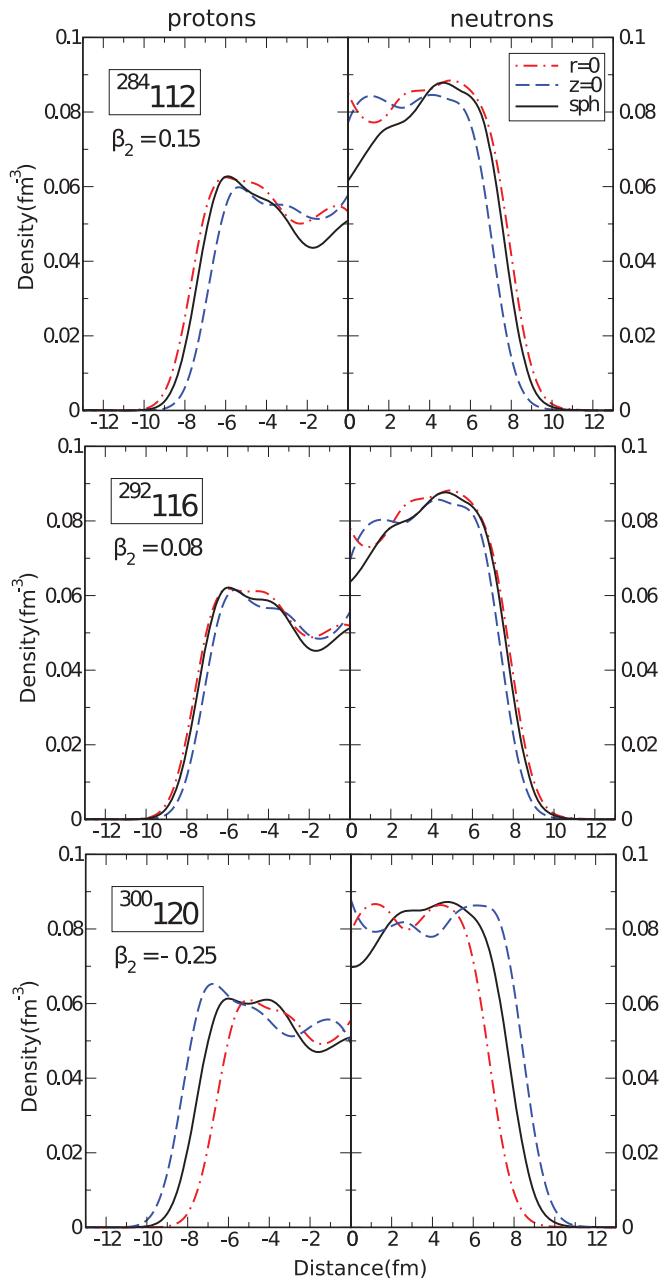 protons neutrons
0.1 0.1
r=0
z=0
sph
²⁸⁴112
β₂ = 0.15
0.08 0.08
0.06 0.06
0.04 0.04
0.02 0.02
0 0
Density(fm⁻³)
-12 -10 -8 -6 -4 -2 0 2 4 6 8 10 12
0.1 0.1
²⁹²116
β₂ = 0.08
0.08 0.08
0.06 0.06
0.04 0.04
0.02 0.02
0 0
Density(fm⁻³)
-12 -10 -8 -6 -4 -2 0 2 4 6 8 10 12
0.1 0.1
³⁰⁰120
β₂ = - 0.25
0.08 0.08
0.06 0.06
0.04 0.04
0.02 0.02
0 0
Density(fm⁻³)
-12 -10 -8 -6 -4 -2 0 2 4 6 8 10 12
Distance(fm)